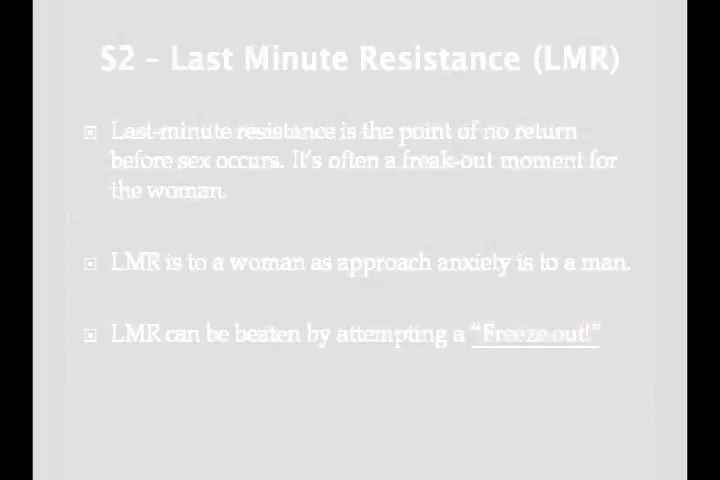 S2 – Last Minute Resistance (LMR)
Last-minute resistance is the point of no return
before sex occurs. It's often a freak-out moment for
the woman.
LMR is to a woman as approach anxiety is to a man.
LMR can be beaten by attempting a “Freeze out!”